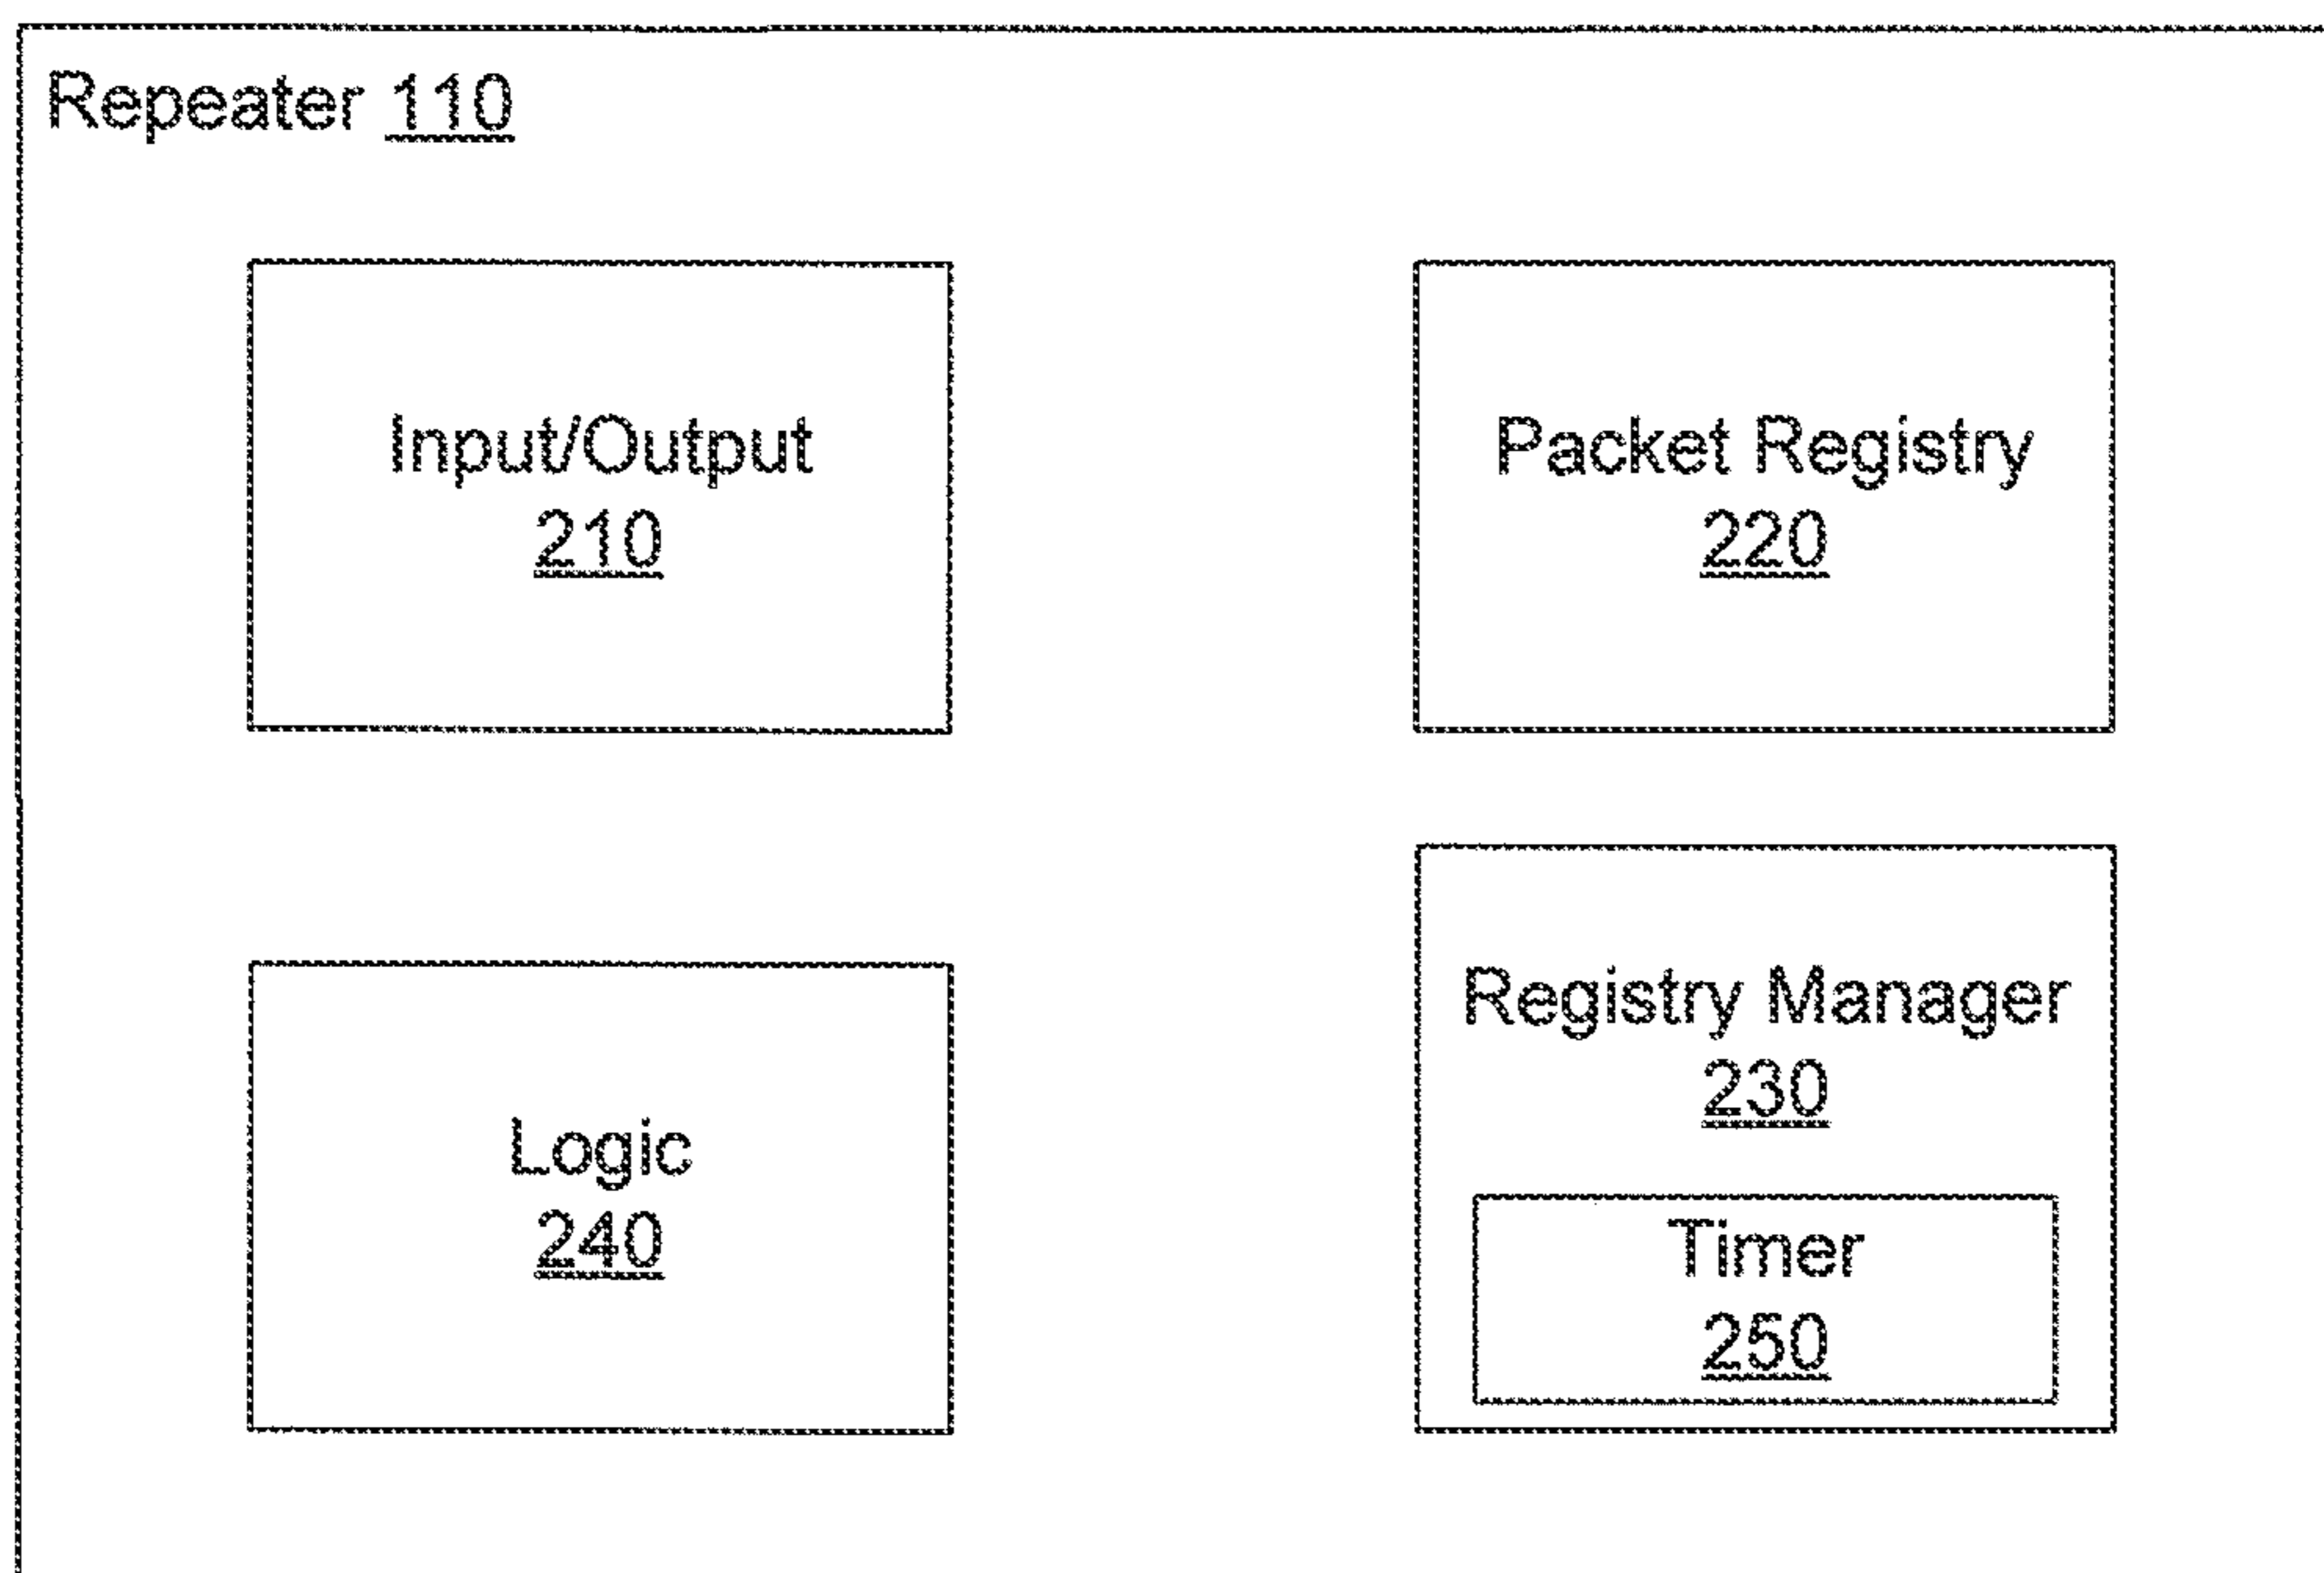 Repeater 110
Input/Output
210
Packet Registry
220
Registry Manager
230
Logic
240
Timer
250